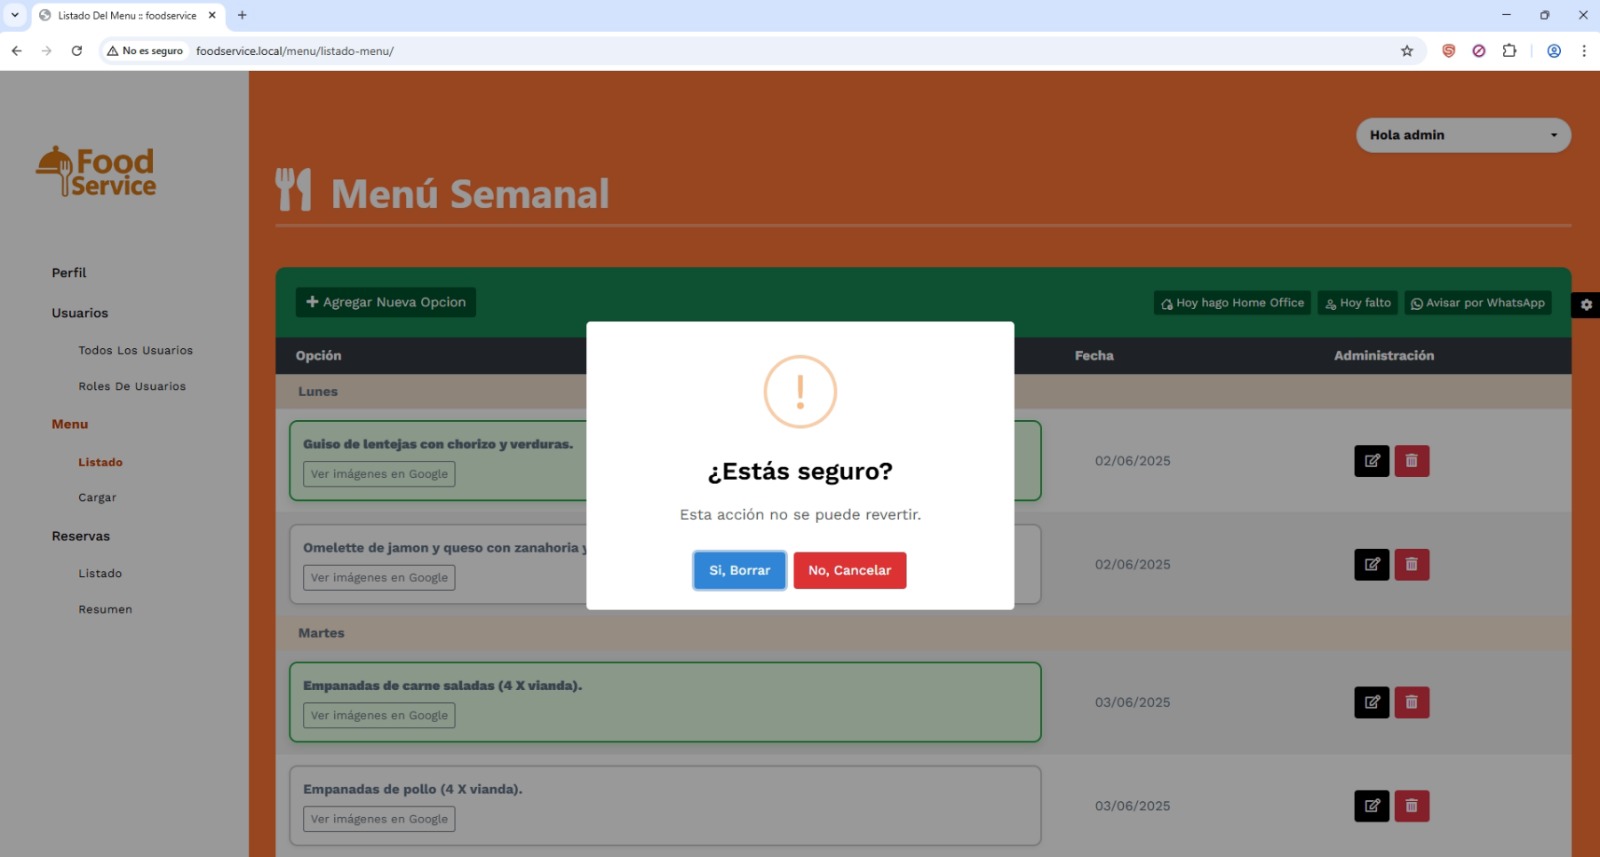 Listado Del Menu :: foodservice
No es seguro
foodservice.local/menu/listado-menu/
Food
Service
Hola admin
Menú Semanal
Perfil
Usuarios
Todos Los Usuarios
Roles De Usuarios
Menu
Listado
Cargar
Reservas
Listado
Resumen
Agregar Nueva Opcion
Hoy hago Home Office
Hoy falto
Avisar por WhatsApp
Opción
Fecha
Administración
Lunes
Guiso de lentejas con chorizo y verduras.
Ver imágenes en Google
02/06/2025
Omelette de jamon y queso con zanahoria
Ver imágenes en Google
02/06/2025
Martes
Empanadas de carne saladas (4 X vianda).
Ver imágenes en Google
03/06/2025
Empanadas de pollo (4 X vianda).
Ver imágenes en Google
03/06/2025
!
¿Estás seguro?
Esta acción no se puede revertir.
Si, Borrar
No, Cancelar